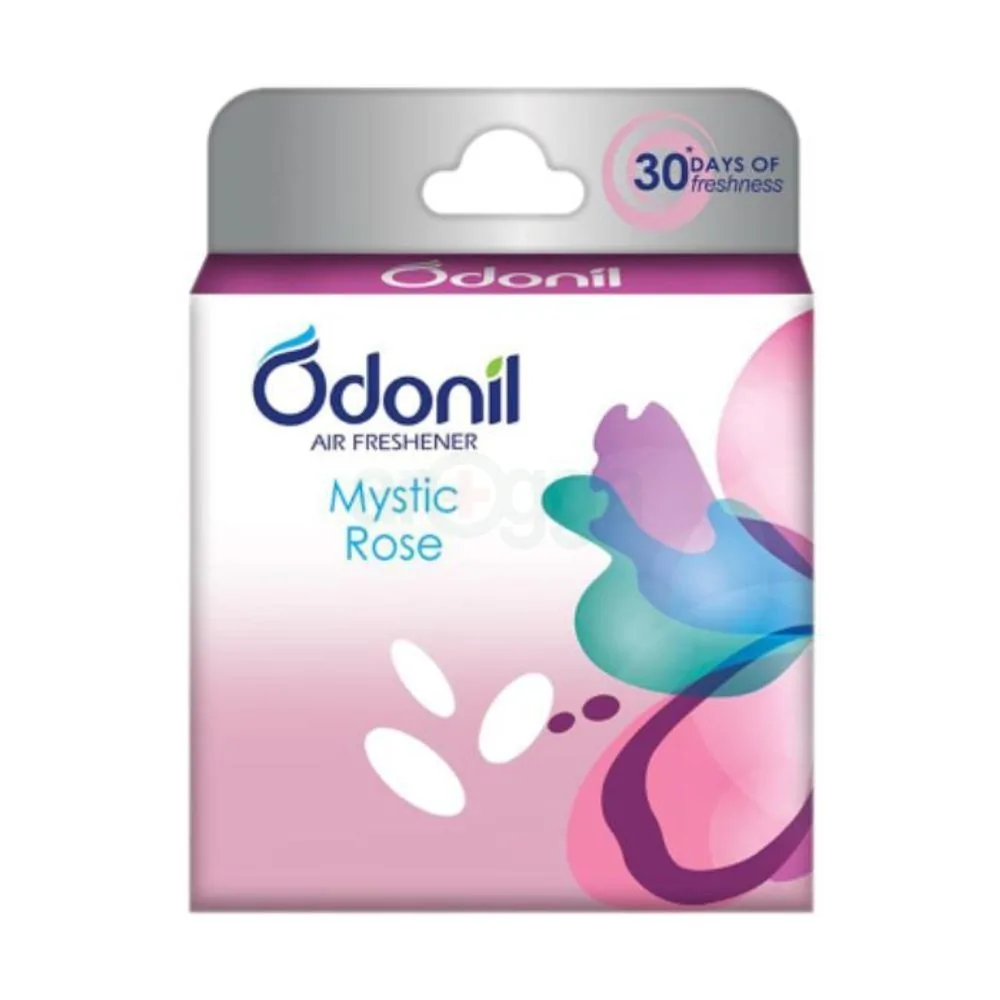 30* DAYS OF
freshness
Odonil
Odonil
AIR FRESHENER
Mystic
Rose